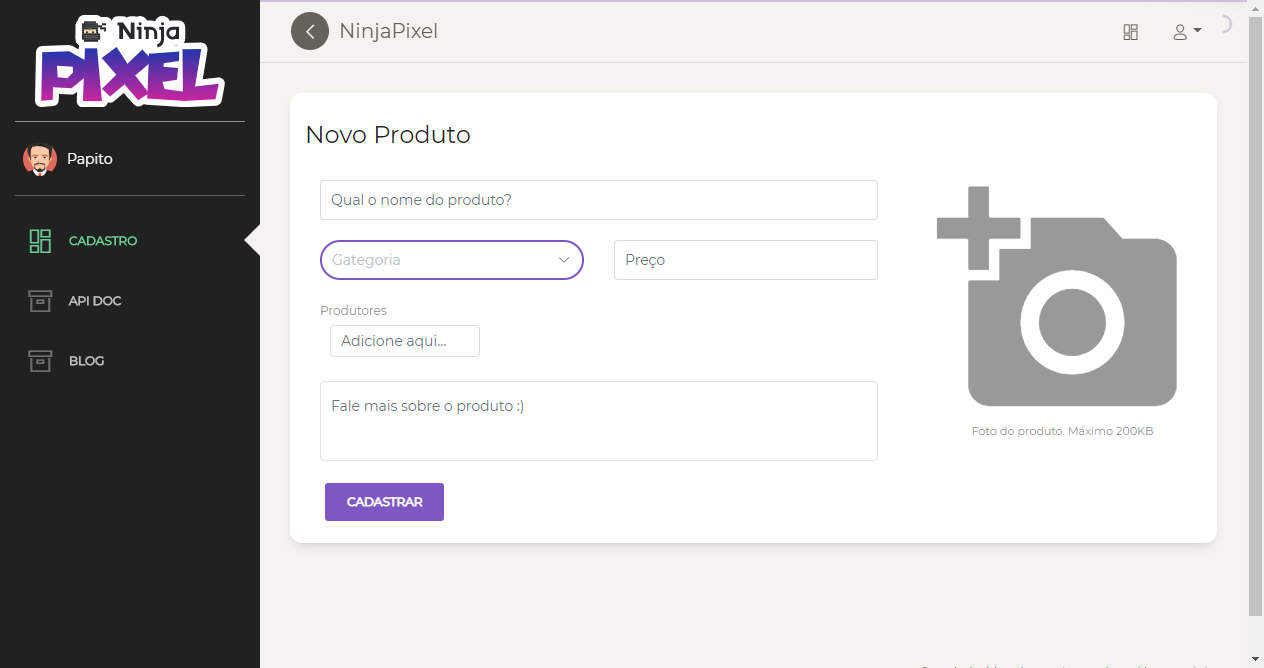 Ninja
PIXEL
NinjaPixel
Papito
CADASTRO
API DOC
BLOG
Novo Produto
Qual o nome do produto?
Gategoria
Preço
Produtores
Adicione aqui...
Fale mais sobre o produto :)
CADASTRAR
Foto do produto. Máximo 200KB